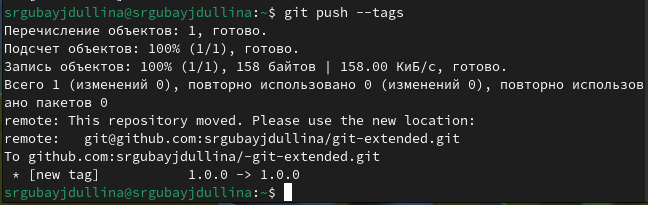 srgubayjdullina@srgubayjdullina:~$ git push --tags
Перечисление объектов: 1, готово.
Подсчет объектов: 100% (1/1), готово.
Запись объектов: 100% (1/1), 158 байтов | 158.00 КиБ/с, готово.
Всего 1 (изменений 0), повторно использовано 0 (изменений 0), повторно использов
ано пакетов 0
remote: This repository moved. Please use the new location:
remote:   git@github.com:srgubayjdullina/git-extended.git
To github.com:srgubayjdullina/-git-extended.git
 * [new tag]         1.0.0 -> 1.0.0
srgubayjdullina@srgubayjdullina:~$